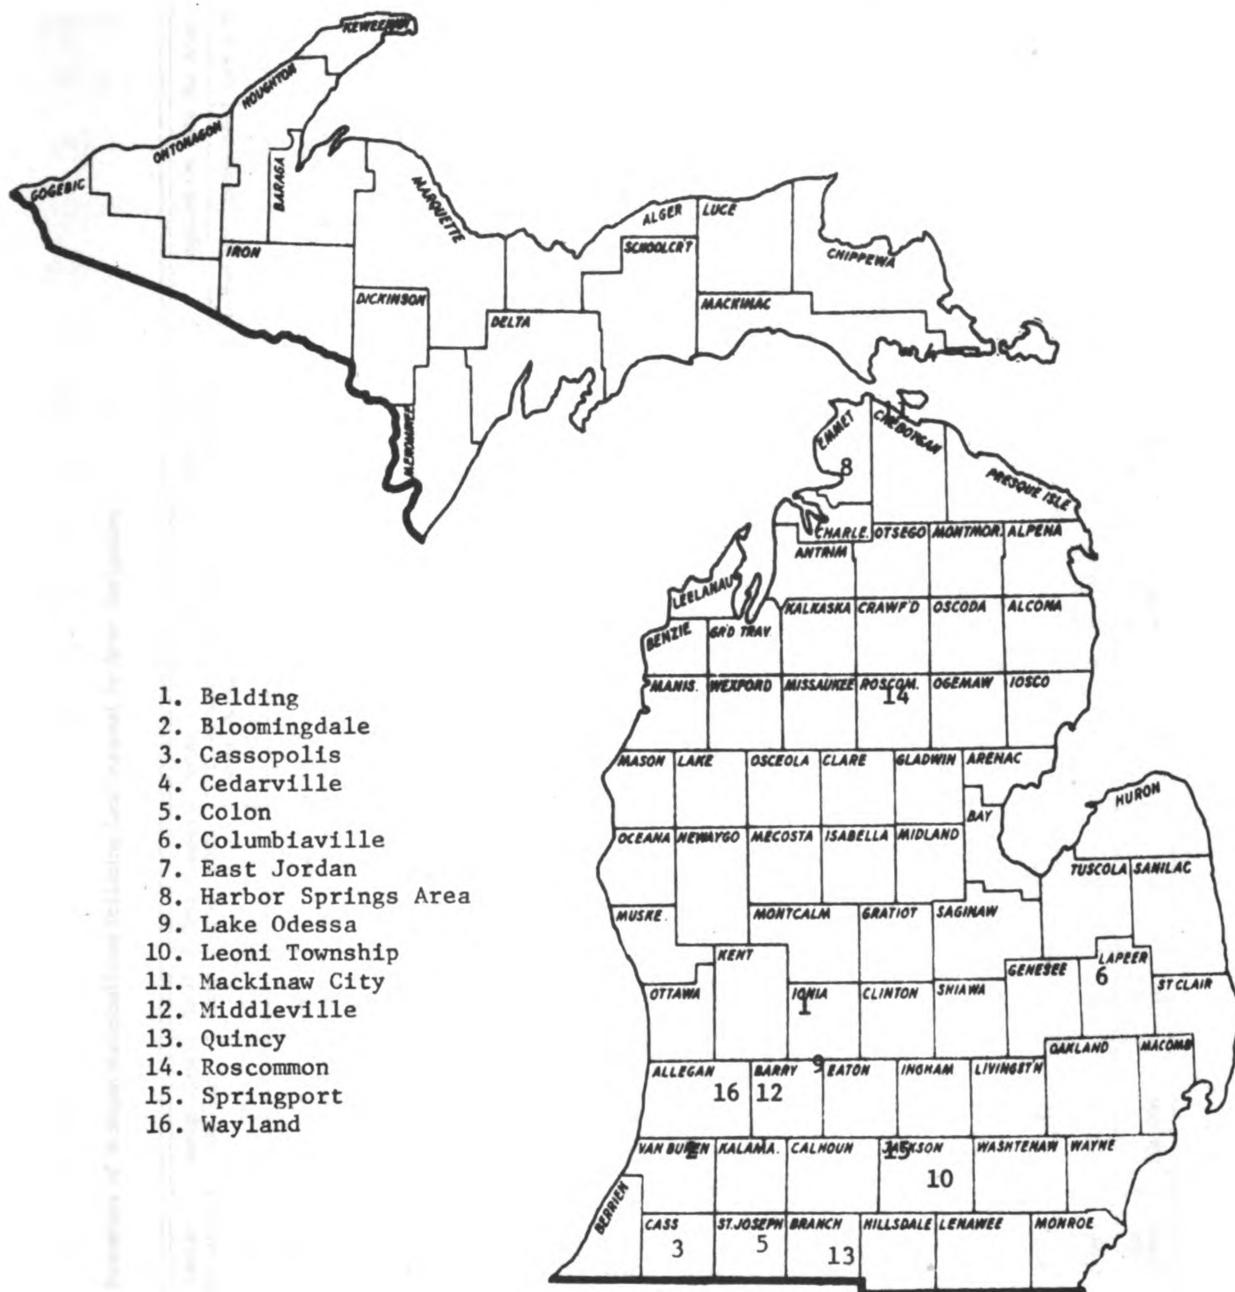 KEWEENAW
HOUGHTON
ONTONAGON
GOGEBIC
BARAGA
MARQUETTE
ALGER LUCE
IRON
SCHOOLCR'T
CHIPPEWA
DICKINSON
MACKINAC
DELTA
4
MENOMINEE
11
EMMET
CHEBOYGAN
8
PRESQUE ISLE
CHARLE. OTSEGO MONTMOR. ALPENA
ANTRIM
LEELANAU
KALKASKA CRAWF'D OSCODA ALCONA
BENZIE GR'D TRAV.
MANIS. WEXFORD MISSAUKEE ROSCOM. OGEMAW IOSCO
14
MASON LAKE OSCEOLA CLARE GLADWIN ARENAC
HURON
BAY
OCEANA NEWAYGO MECOSTA ISABELLA MIDLAND
TUSCOLA SANILAC
MUSKE. MONTCALM GRATIOT SAGINAW
KENT GENESEE LAPEER
6
OTTAWA IONIA CLINTON SHIAWA ST CLAIR
1
OAKLAND MACOMB
9
ALLEGAN BARRY EATON INGHAM LIVINGST'N
16 12
VAN BUREN KALAMA. CALHOUN JACKSON WASHTENAW WAYNE
2 15
10
BERRIEN
CASS ST. JOSEPH BRANCH HILLSDALE LENAWEE MONROE
3 5 13
1. Belding
2. Bloomingdale
3. Cassopolis
4. Cedarville
5. Colon
6. Columbiaville
7. East Jordan
8. Harbor Springs Area
9. Lake Odessa
10. Leoni Township
11. Mackinaw City
12. Middleville
13. Quincy
14. Roscommon
15. Springport
16. Wayland